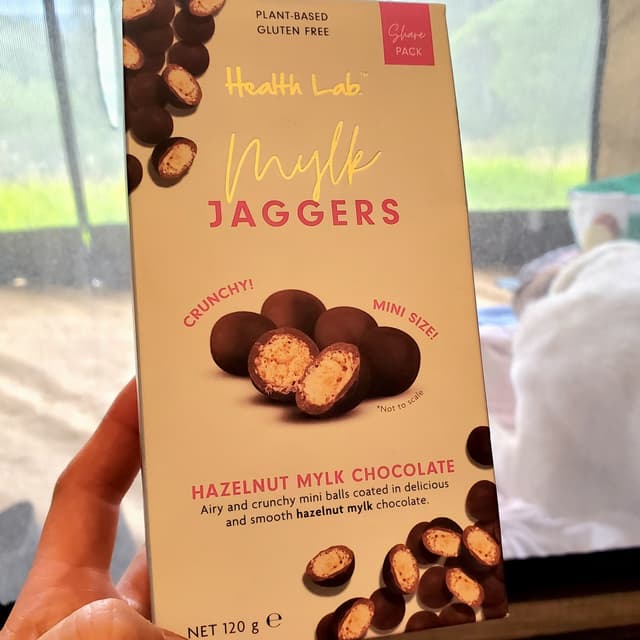 PLANT-BASED
GLUTEN FREE
Share
PACK
Health Lab™
Mylk
JAGGERS
CRUNCHY!
MINI SIZE!
*Not to scale
HAZELNUT MYLK CHOCOLATE
Airy and crunchy mini balls coated in delicious
and smooth hazelnut mylk chocolate.
NET 120 g ℮